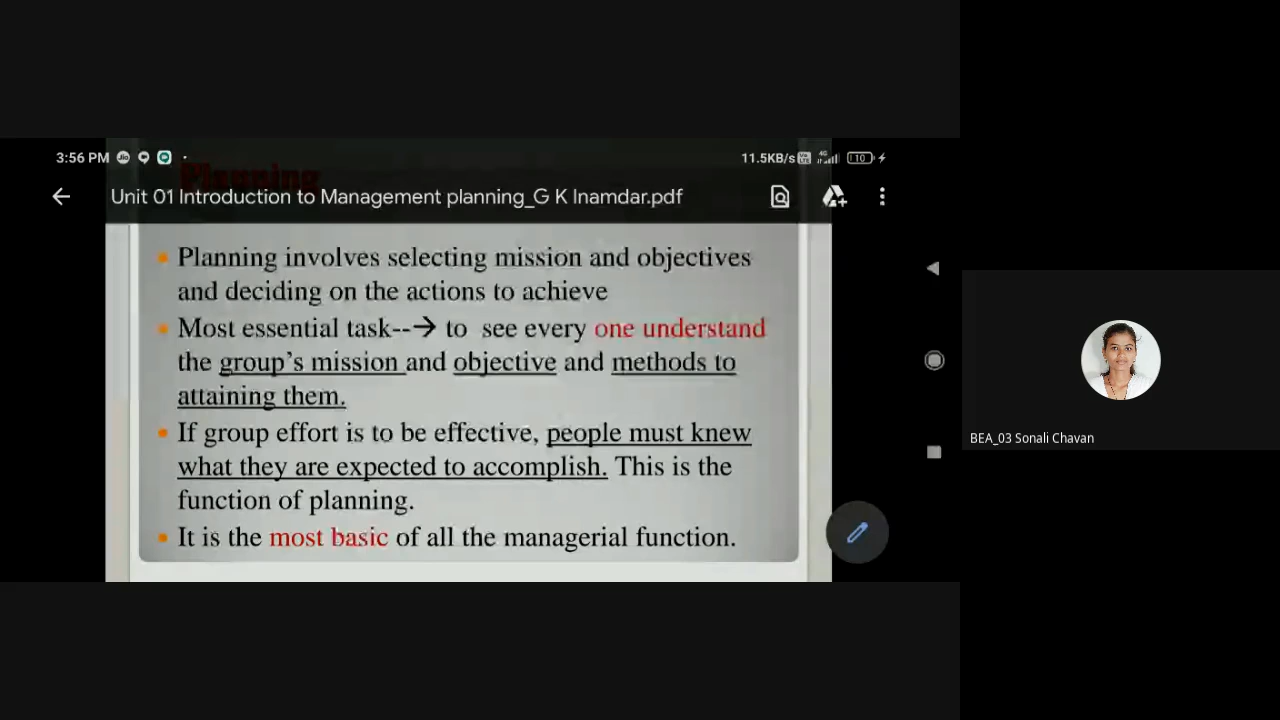 3:56 PM
11.5KB/s
4G
10
Planning
Unit 01 Introduction to Management planning_G K Inamdar.pdf
Planning involves selecting mission and objectives
and deciding on the actions to achieve
Most essential task--→ to see every one understand
the group's mission and objective and methods to
attaining them.
If group effort is to be effective, people must knew
what they are expected to accomplish. This is the
function of planning.
It is the most basic of all the managerial function.
BEA_03 Sonali Chavan